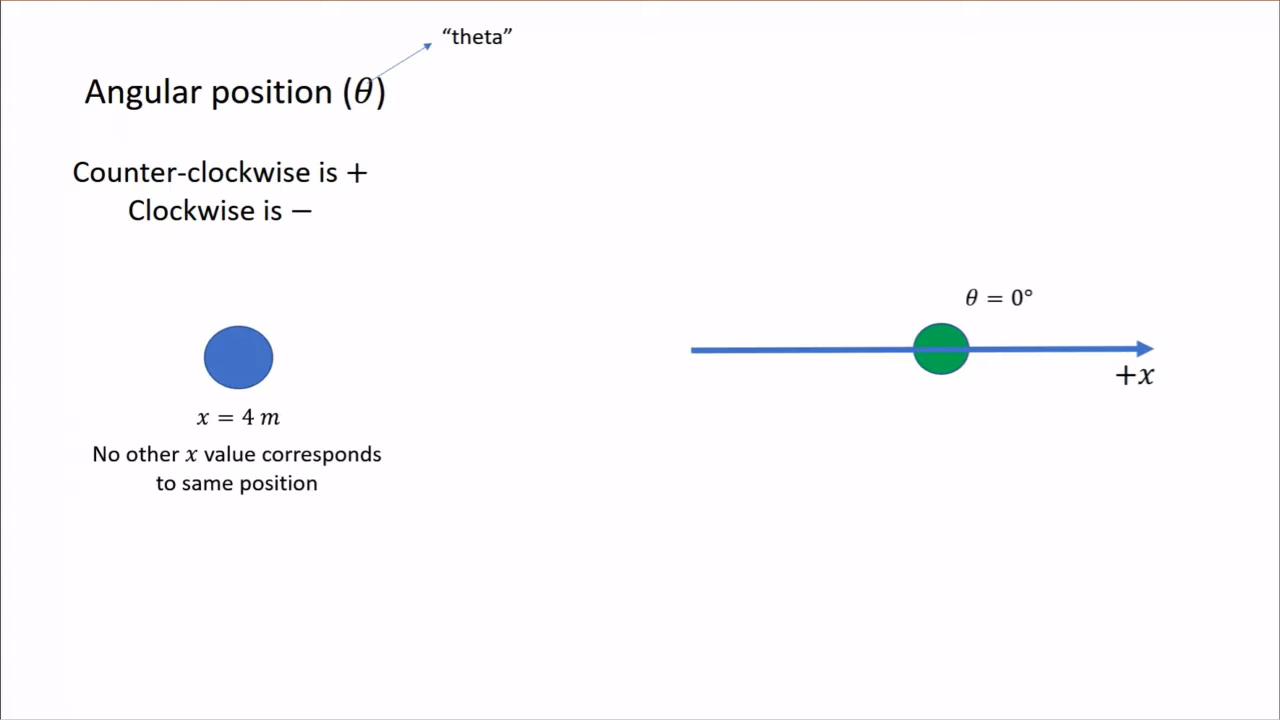 “theta”
Angular position (𝜃)
Counter-clockwise is +
Clockwise is −
𝜃 = 0°
+𝑥
𝑥 = 4 𝑚
No other 𝑥 value corresponds
to same position